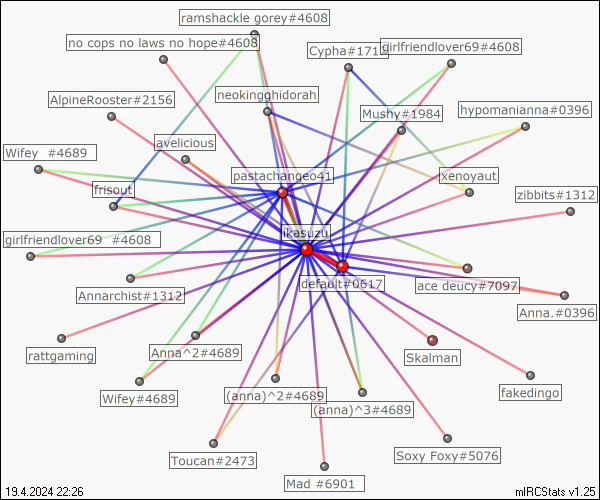 ramshackle gorey#4608
no cops no laws no hope#4608
Cypha#1712
girlfriendlover69#4608
AlpineRooster#2156
neokingghidorah
Mushy#1984
hypomanianna#0396
avelicious
Wifey #4689
pastachangeo41
xenoyaut
frisout
zibbits#1312
ikasuzu
girlfriendlover69 #4608
default#0617
ace deucy#7097
Annarchist#1312
Anna.#0396
rattgaming
Anna^2#4689
Skalman
fakedingo
Wifey#4689
(anna)^2#4689
(anna)^3#4689
Toucan#2473
Soxy Foxy#5076
Mad #6901
19.4.2024 22:26
mIRCStats v1.25